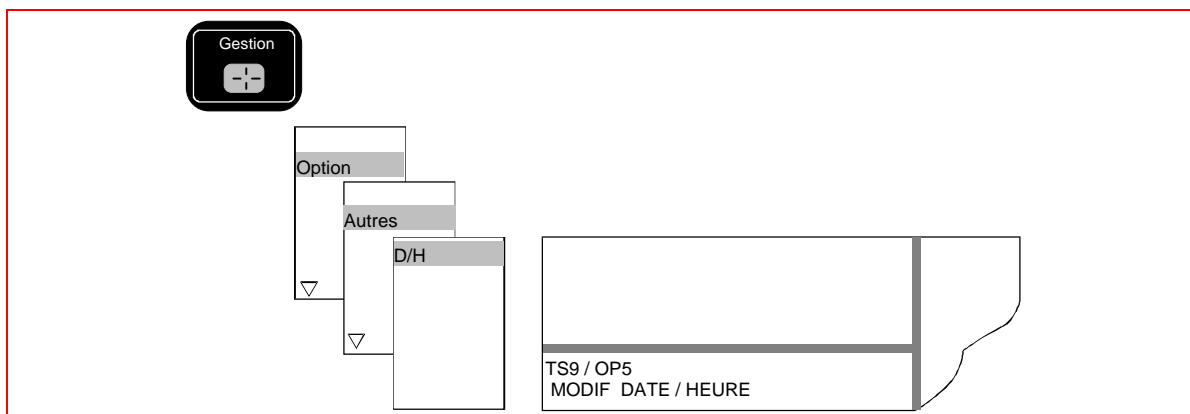 Gestion
Option
Autres
D/H
TS9 / OP5
MODIF DATE / HEURE